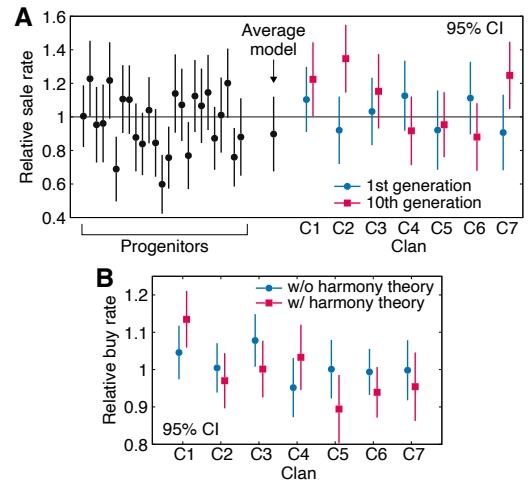 A
Relative sale rate
1.6
1.4
1.2
1
0.8
0.6
0.4
Average
model
95% CI
1st generation
10th generation
Progenitors
C1 C2 C3 C4 C5 C6 C7
Clan
B
Relative buy rate
1.2
1.1
1
0.9
0.8
w/o harmony theory
w/ harmony theory
95% CI
C1 C2 C3 C4 C5 C6 C7
Clan